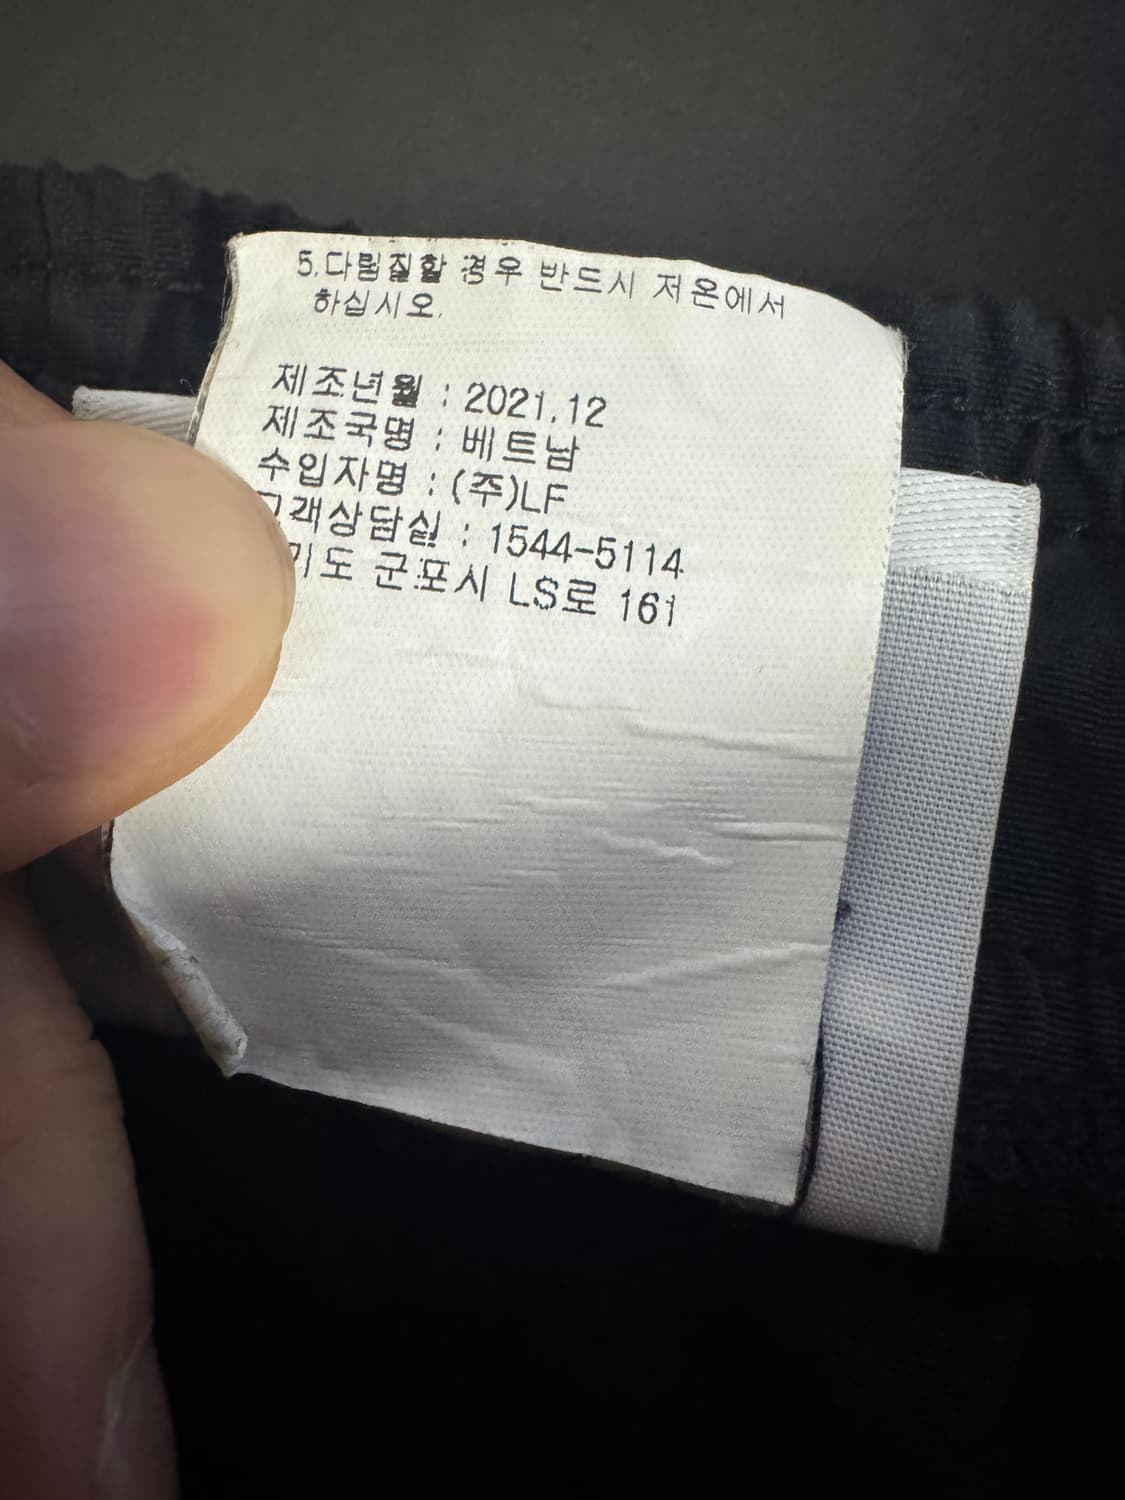 5.다림질할 경우 반드시 저온에서
하십시오.
제조년월 : 2021.12
제조국명 : 베트남
수입자명 : (주)LF
고객상담실 : 1544-5114
군포시 LS로 161